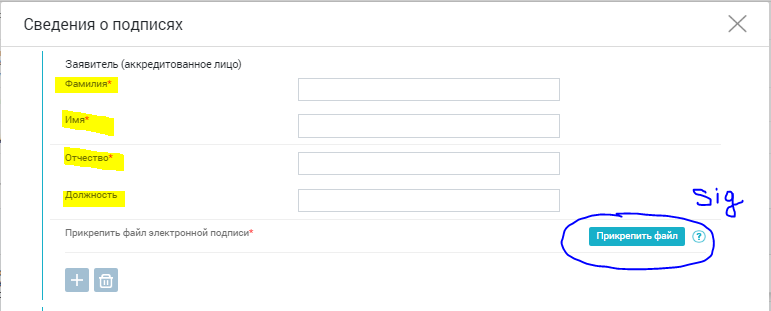 Сведения о подписях
Заявитель (аккредитованное лицо)
Фамилия*
Имя*
Отчество*
Должность
sig
Прикрепить файл электронной подписи*
Прикрепить файл ?